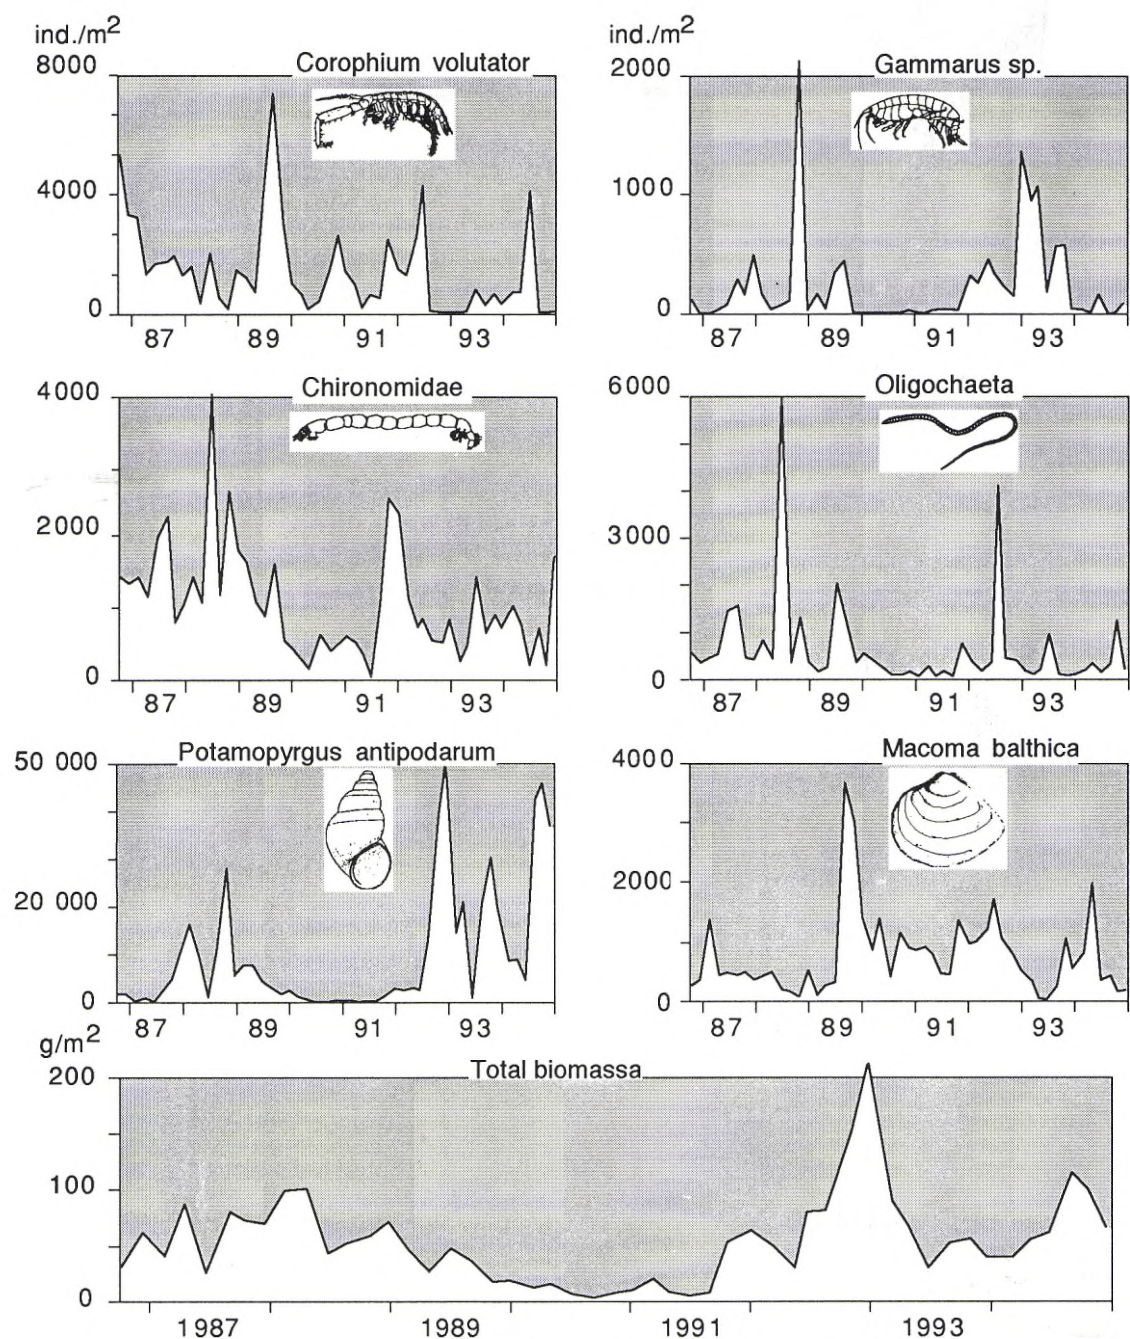 ind./m² ind./m²
Corophium volutator Gammarus sp.
8000 2000
4000 1000
0 0
87 89 91 93 87 89 91 93
Chironomidae Oligochaeta
4000 6000
2000 3000
0 0
87 89 91 93 87 89 91 93
Potamopyrgus antipodarum Macoma balthica
50 000 4000
20 000 2000
0 0
87 89 91 93 87 89 91 93
g/m²
Total biomassa
200
100
0
1987 1989 1991 1993